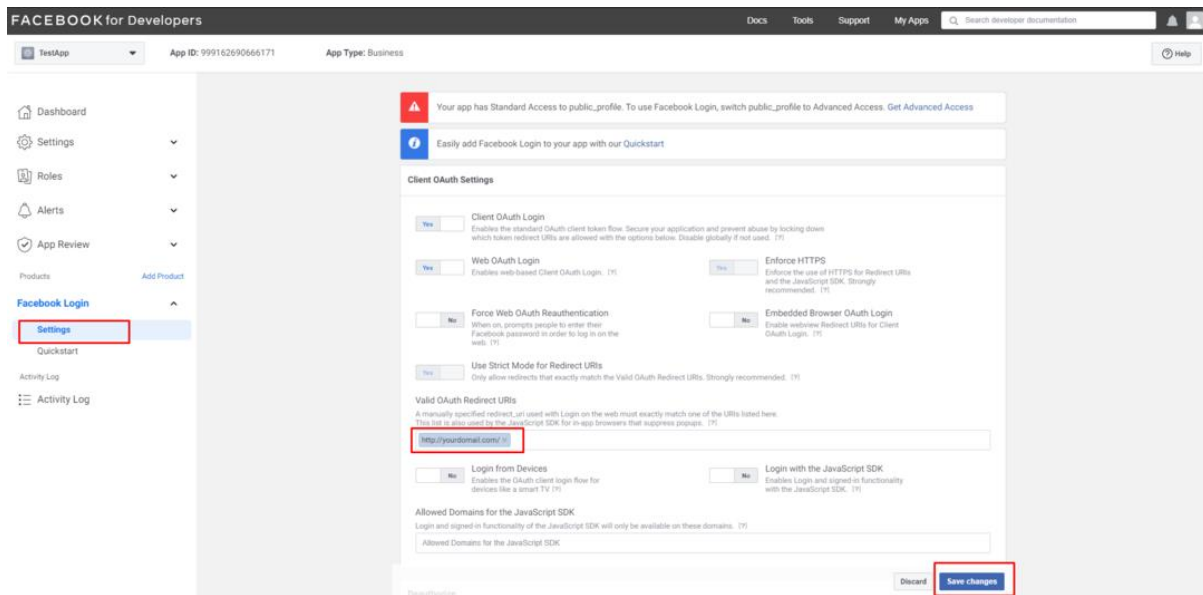 FACEBOOK for Developers
Docs Tools Support My Apps Search developer documentation
TestApp App ID: 999162690666171 App Type: Business Help
Dashboard
Settings
Roles
Alerts
App Review
Products Add Product
Facebook Login
Settings
Quickstart
Activity Log
Activity Log
Your app has Standard Access to public_profile. To use Facebook Login, switch public_profile to Advanced Access. Get Advanced Access
Easily add Facebook Login to your app with our Quickstart
Client OAuth Settings
Yes Client OAuth Login
Enables the standard OAuth client token flow. Secure your application and prevent abuse by locking down
which token redirect URIs are allowed with the options below. Disable globally if not used. [?]
Yes Web OAuth Login
Enables web-based Client OAuth Login. [?]
Yes Enforce HTTPS
Enforce the use of HTTPS for Redirect URIs
and the JavaScript SDK. Strongly
recommended. [?]
No Force Web OAuth Reauthentication
When on, prompts people to enter their
Facebook password in order to log in on the
web. [?]
No Embedded Browser OAuth Login
Enable webview Redirect URIs for Client
OAuth Login. [?]
Yes Use Strict Mode for Redirect URIs
Only allow redirects that exactly match the Valid OAuth Redirect URIs. Strongly recommended. [?]
Valid OAuth Redirect URIs
A manually specified redirect_uri used with Login on the web must exactly match one of the URIs listed here.
This list is also used by the JavaScript SDK for in-app browsers that suppress popups. [?]
http://yourdomail.com/ ×
No Login from Devices
Enables the OAuth client login flow for
devices like a smart TV [?]
No Login with the JavaScript SDK
Enables Login and signed-in functionality
with the JavaScript SDK. [?]
Allowed Domains for the JavaScript SDK
Login and signed-in functionality of the JavaScript SDK will only be available on these domains. [?]
Allowed Domains for the JavaScript SDK
Discard Save changes